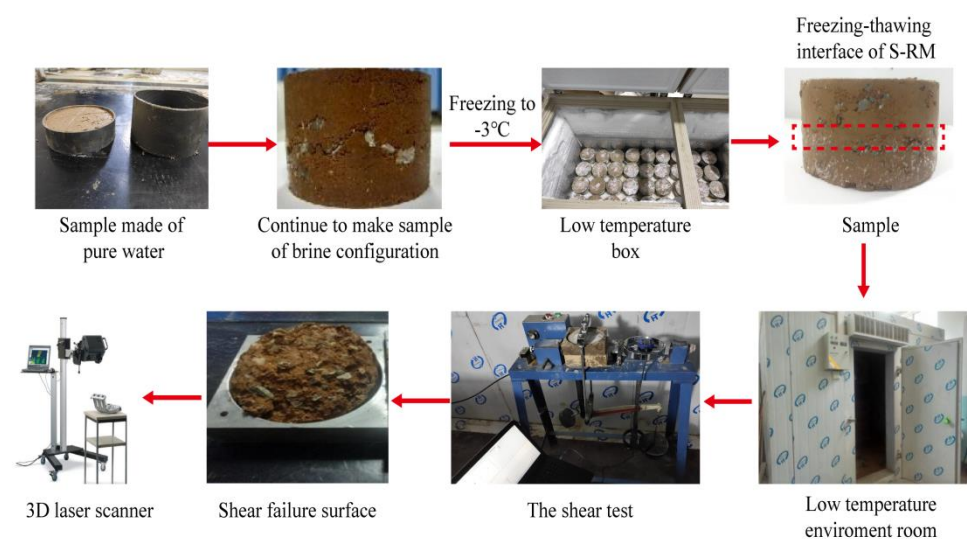 Freezing-thawing
interface of S-RM
Freezing to
-3℃
Sample made of
pure water
Continue to make sample
of brine configuration
Low temperature
box
Sample
3D laser scanner
Shear failure surface
The shear test
Low temperature
enviroment room